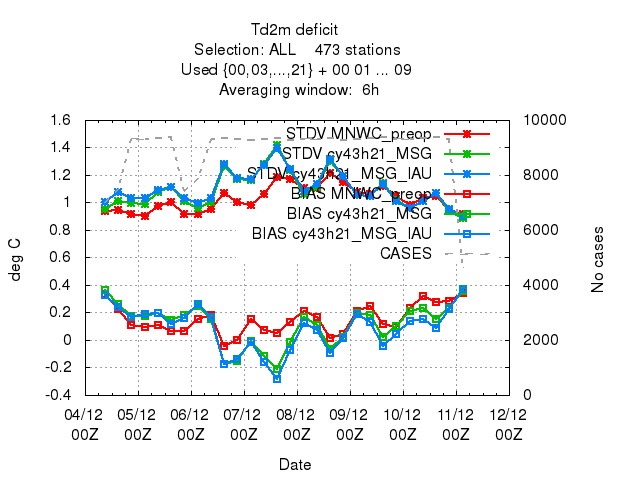 Td2m deficit
Selection: ALL    473 stations
Used {00,03,...,21} + 00 01 ... 09
Averaging window:  6h
STDV MNWC_preop
STDV cy43h21_MSG
STDV cy43h21_MSG_IAU
BIAS MNWC_preop
BIAS cy43h21_MSG
BIAS cy43h21_MSG_IAU
CASES
deg C
1.6
1.4
1.2
1
0.8
0.6
0.4
0.2
0
-0.2
-0.4
No cases
10000
8000
6000
4000
2000
0
04/12 05/12 06/12 07/12 08/12 09/12 10/12 11/12 12/12
00Z 00Z 00Z 00Z 00Z 00Z 00Z 00Z 00Z
Date